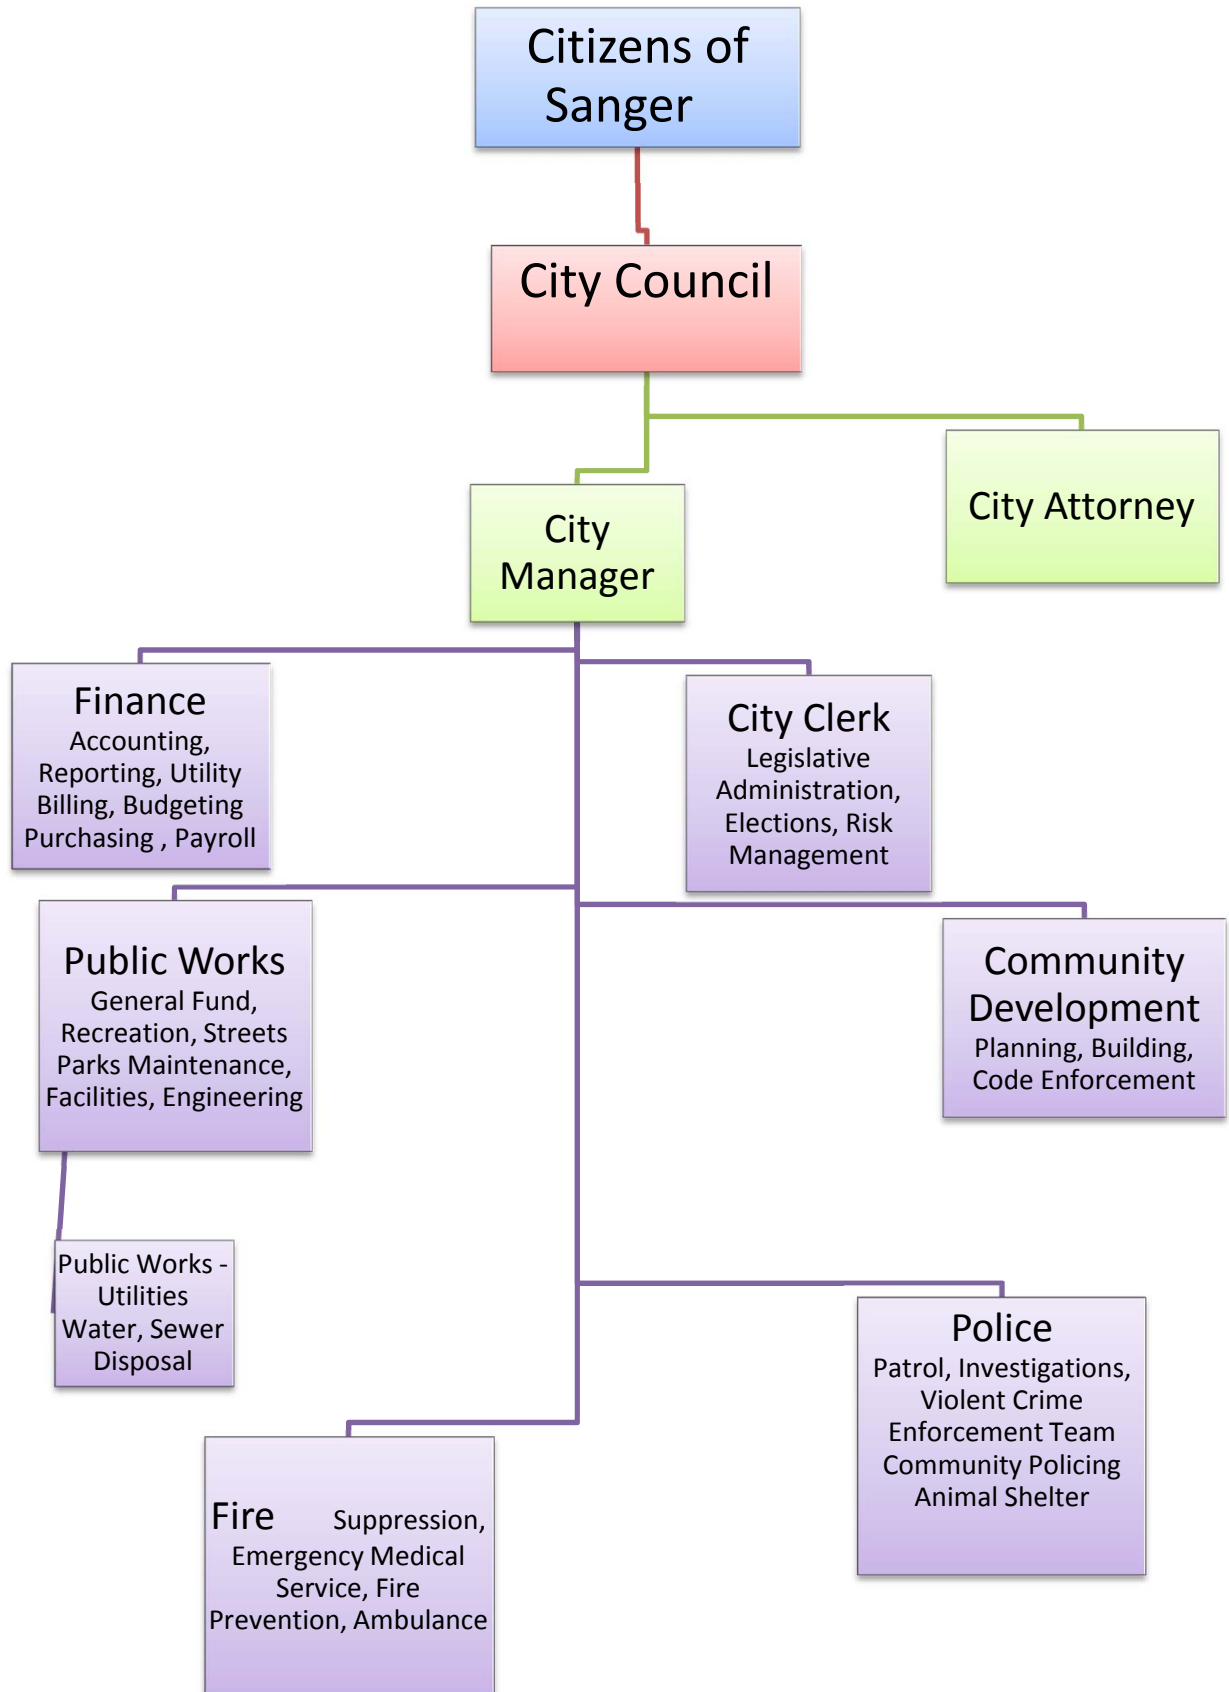 Citizens of
Sanger
City Council
City Attorney
City
Manager
Finance
Accounting,
Reporting, Utility
Billing, Budgeting
Purchasing , Payroll
City Clerk
Legislative
Administration,
Elections, Risk
Management
Public Works
General Fund,
Recreation, Streets
Parks Maintenance,
Facilities, Engineering
Community
Development
Planning, Building,
Code Enforcement
Public Works -
Utilities
Water, Sewer
Disposal
Police
Patrol, Investigations,
Violent Crime
Enforcement Team
Community Policing
Animal Shelter
Fire Suppression,
Emergency Medical
Service, Fire
Prevention, Ambulance